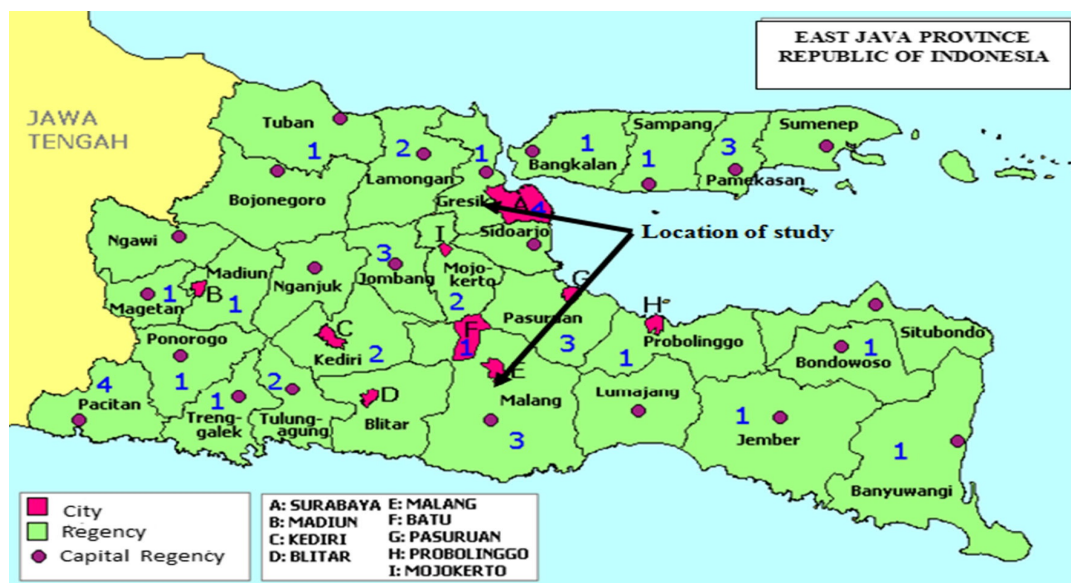 EAST JAVA PROVINCE
REPUBLIC OF INDONESIA
JAWA
TENGAH
Tuban
1
2
Lamongan
1
Gresik
A
4
Bangkalan
1
Sampang
1
3
Pamekasan
Sumenep
Bojonegoro
Location of study
Sidoarjo
I
Ngawi
Madiun
B
1
Magetan
1
Nganjuk
3
Jombang
Mojo-
kerto
2
G
Pasuruan
3
H
Probolinggo
1
Situbondo
Bondowoso
1
Ponorogo
1
C
Kediri
2
F
1
E
Malang
3
4
Pacitan
1
Treng-
galek
2
Tulung-
agung
D
Blitar
Lumajang
1
Jember
1
Banyuwangi
City
Regency
Capital Regency
A: SURABAYA E: MALANG
B: MADIUN F: BATU
C: KEDIRI G: PASURUAN
D: BLITAR H: PROBOLINGGO
I: MOJOKERTO